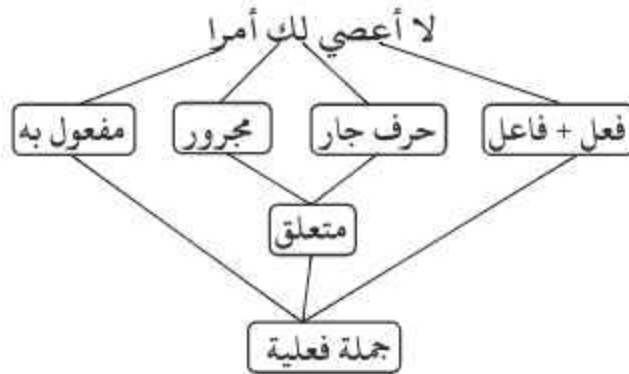 لا أعصي لك أمرا
فعل + فاعل
حرف جار
مجرور
مفعول به
متعلق
جملة فعلية